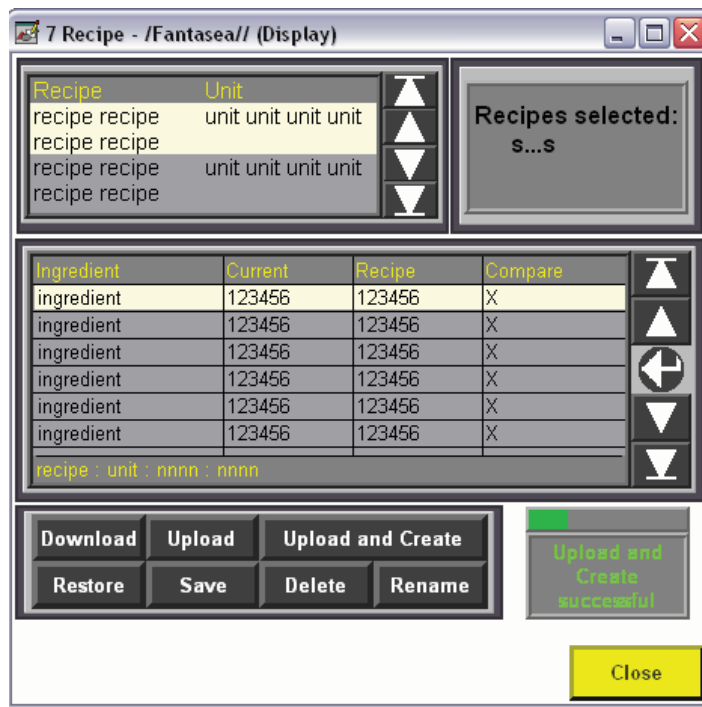 7 Recipe - /Fantasea// (Display)
Recipe Unit
recipe recipe unit unit unit unit
recipe recipe
recipe recipe unit unit unit unit
recipe recipe
Recipes selected:
s...s
Ingredient Current Recipe Compare
ingredient 123456 123456 X
ingredient 123456 123456 X
ingredient 123456 123456 X
ingredient 123456 123456 X
ingredient 123456 123456 X
ingredient 123456 123456 X
recipe : unit : nnnn : nnnn
Download Upload Upload and Create
Restore Save Delete Rename
Upload and
Create
successful
Close